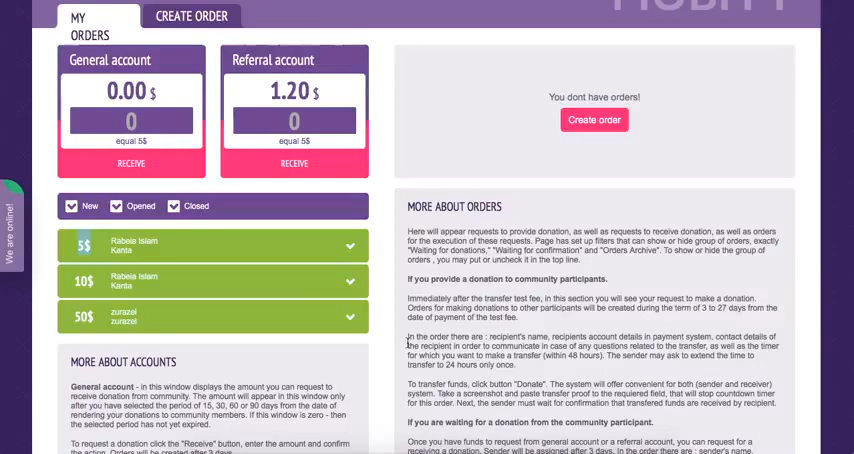 MY
ORDERS
CREATE ORDER
General account
0.00 $
0
equal 5$
RECEIVE
Referral account
1.20 $
0
equal 5$
RECEIVE
You dont have orders!
Create order
We are online!
New
Opened
Closed
5$
Rabeia Islam
Kanta
10$
Rabeia Islam
Kanta
50$
zurazel
zurazel
MORE ABOUT ACCOUNTS
General account - in this window displays the amount you can request to
receive donation from community. The amount will appear in this window only
after you have selected the period of 15, 30, 60 or 90 days from the date of
rendering your donations to community members. If this window is zero - then
the selected period has not yet expired.
To request a donation click the "Receive" button, enter the amount and confirm
the action. Orders will be created after 3 days.
MORE ABOUT ORDERS
Here will appear requests to provide donation, as well as requests to receive donation, as well as orders
for the execution of these requests. Page has set up filters that can show or hide group of orders, exactly
"Waiting for donations," "Waiting for confirmation" and "Orders Archive". To show or hide the group of
orders , you may put or uncheck it in the top line.
If you provide a donation to community participants.
Immediately after the transfer test fee, in this section you will see your request to make a donation.
Orders for making donations to other participants will be created during the term of 3 to 27 days from the
date of payment of the test fee.
In the order there are : recipient's name, recipients account details in payment system, contact details of
the recipient in order to communicate in case of any questions related to the transfer, as well as the timer
for which you want to make a transfer (within 48 hours). The sender may ask to extend the time to
transfer to 24 hours only once.
To transfer funds, click button "Donate". The system will offer convenient for both (sender and receiver)
system. Take a screenshot and paste transfer proof to the requiered field, that will stop countdown timer
for this order. Next, the sender must wait for confirmation that transfered funds are received by recipient.
If you are waiting for a donation from the community participant.
Once you have funds to request from general account or a referral account, you can request for a
receiving a donation. Sender will be assigned after 3 days. In the order there are : sender's name,